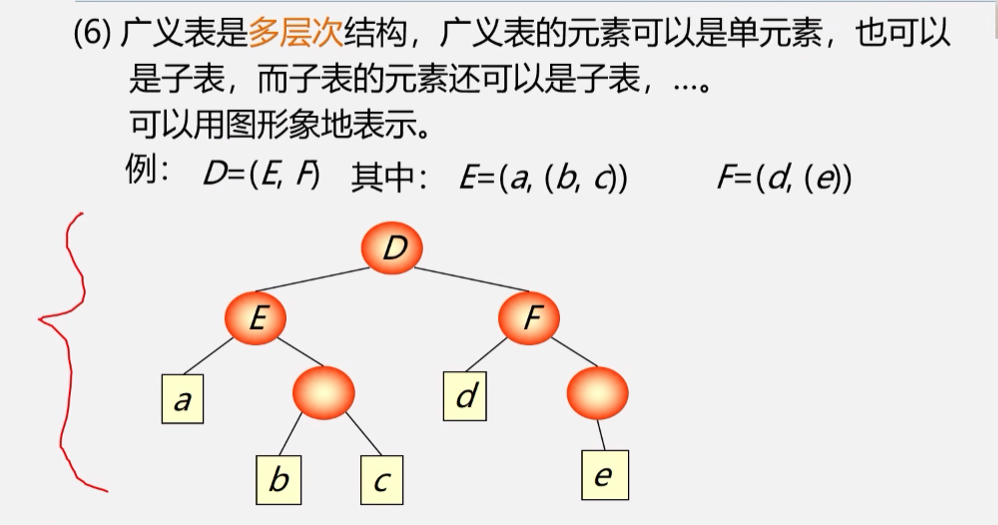 (6) 广义表是多层次结构，广义表的元素可以是单元素，也可以
是子表，而子表的元素还可以是子表，…。
可以用图形象地表示。
例： D=(E, F) 其中： E=(a, (b, c)) F=(d, (e))
D
E F
a d
b c e